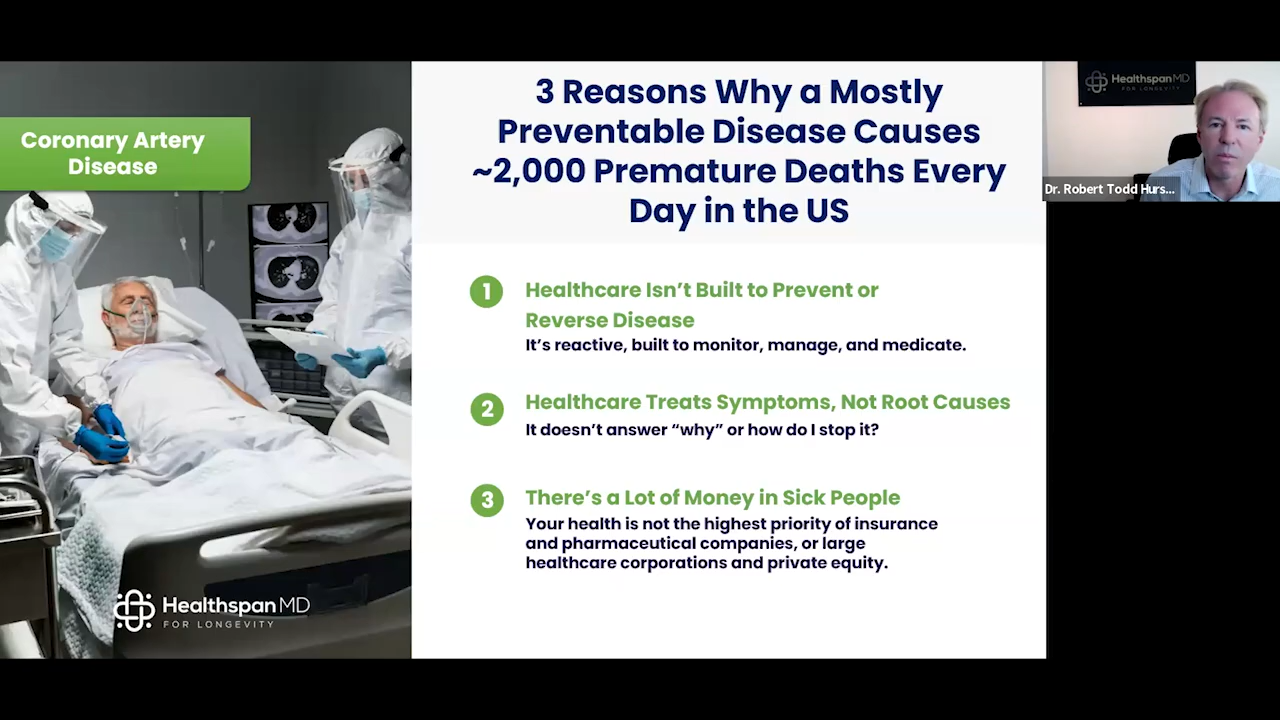 Coronary Artery
Disease
HealthspanMD
FOR LONGEVITY
3 Reasons Why a Mostly
Preventable Disease Causes
~2,000 Premature Deaths Every
Day in the US
1 Healthcare Isn’t Built to Prevent or
Reverse Disease
It’s reactive, built to monitor, manage, and medicate.
2 Healthcare Treats Symptoms, Not Root Causes
It doesn’t answer “why” or how do I stop it?
3 There’s a Lot of Money in Sick People
Your health is not the highest priority of insurance
and pharmaceutical companies, or large
healthcare corporations and private equity.
HealthspanMD
FOR LONGEVITY
Dr. Robert Todd Hurs...